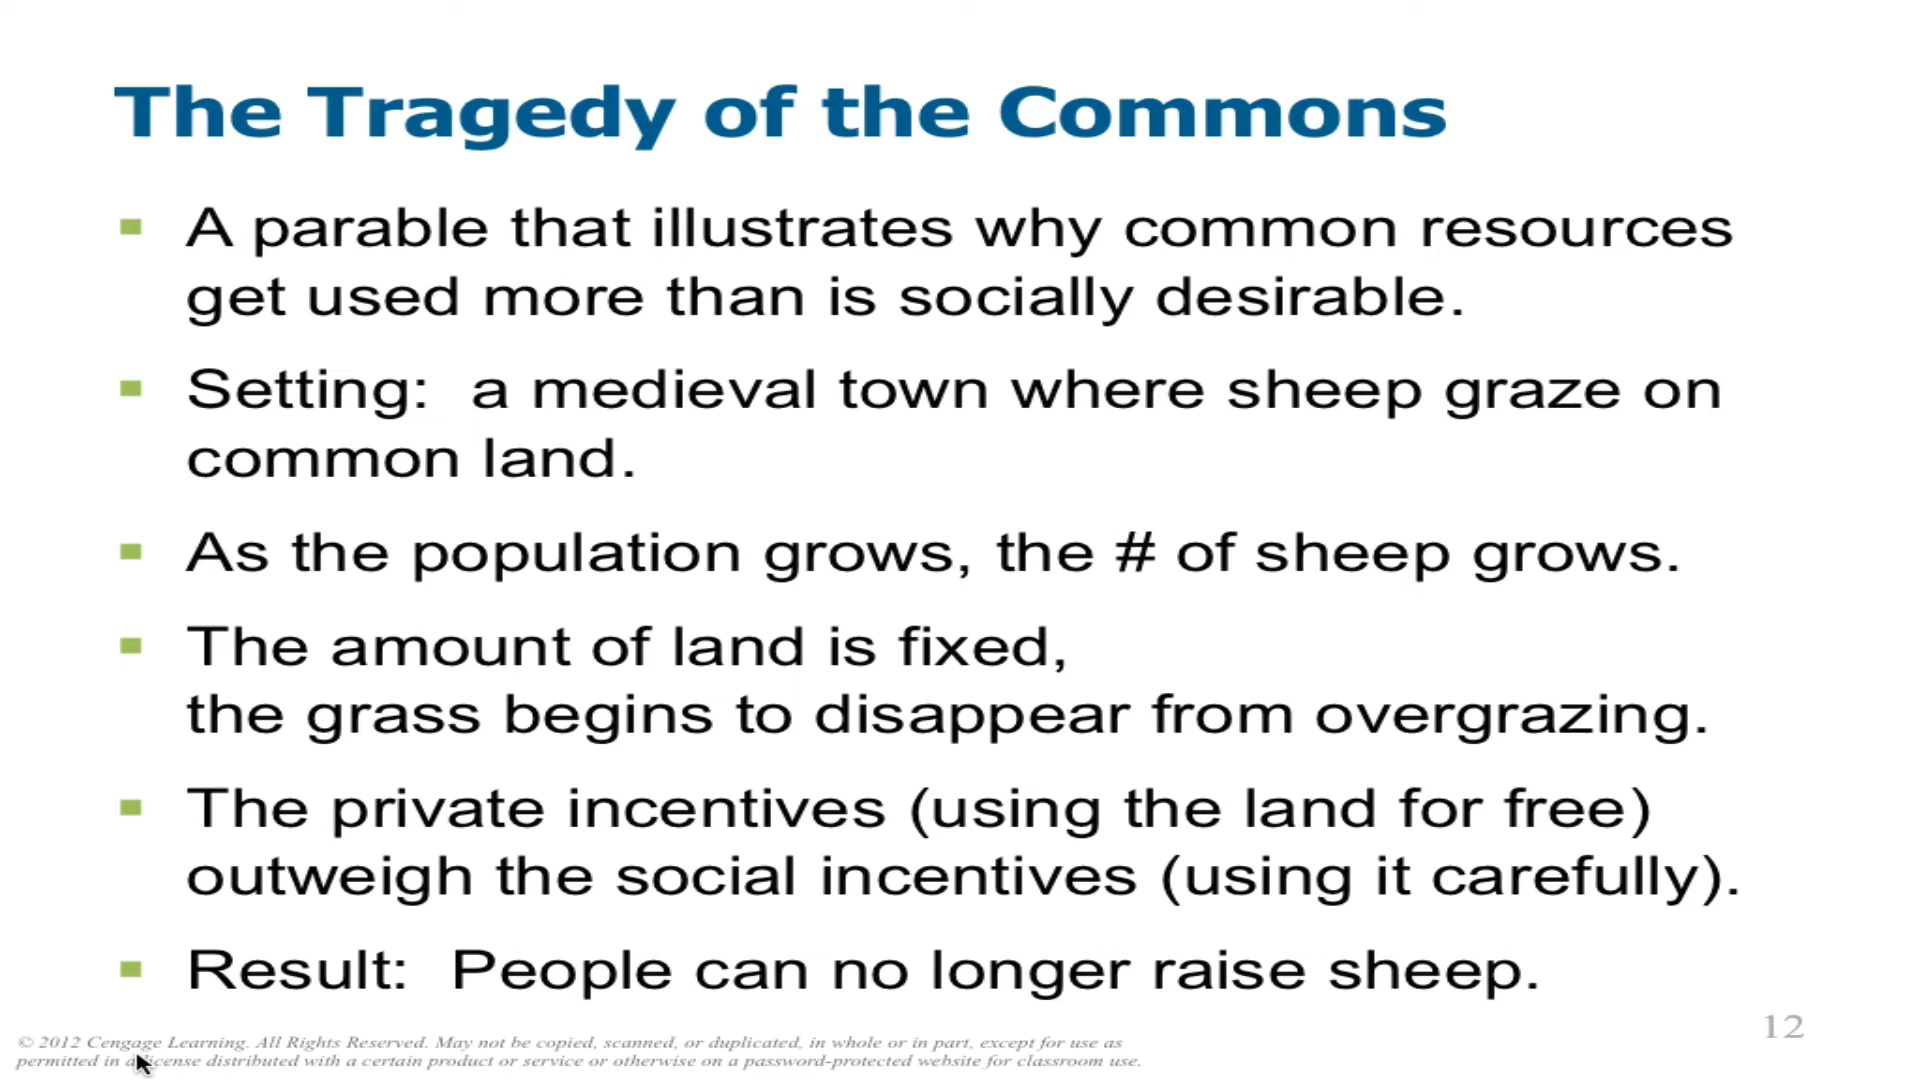 The Tragedy of the Commons
A parable that illustrates why common resources
get used more than is socially desirable.
Setting: a medieval town where sheep graze on
common land.
As the population grows, the # of sheep grows.
The amount of land is fixed,
the grass begins to disappear from overgrazing.
The private incentives (using the land for free)
outweigh the social incentives (using it carefully).
Result: People can no longer raise sheep.
12
© 2012 Cengage Learning. All Rights Reserved. May not be copied, scanned, or duplicated, in whole or in part, except for use as
permitted in a license distributed with a certain product or service or otherwise on a password-protected website for classroom use.